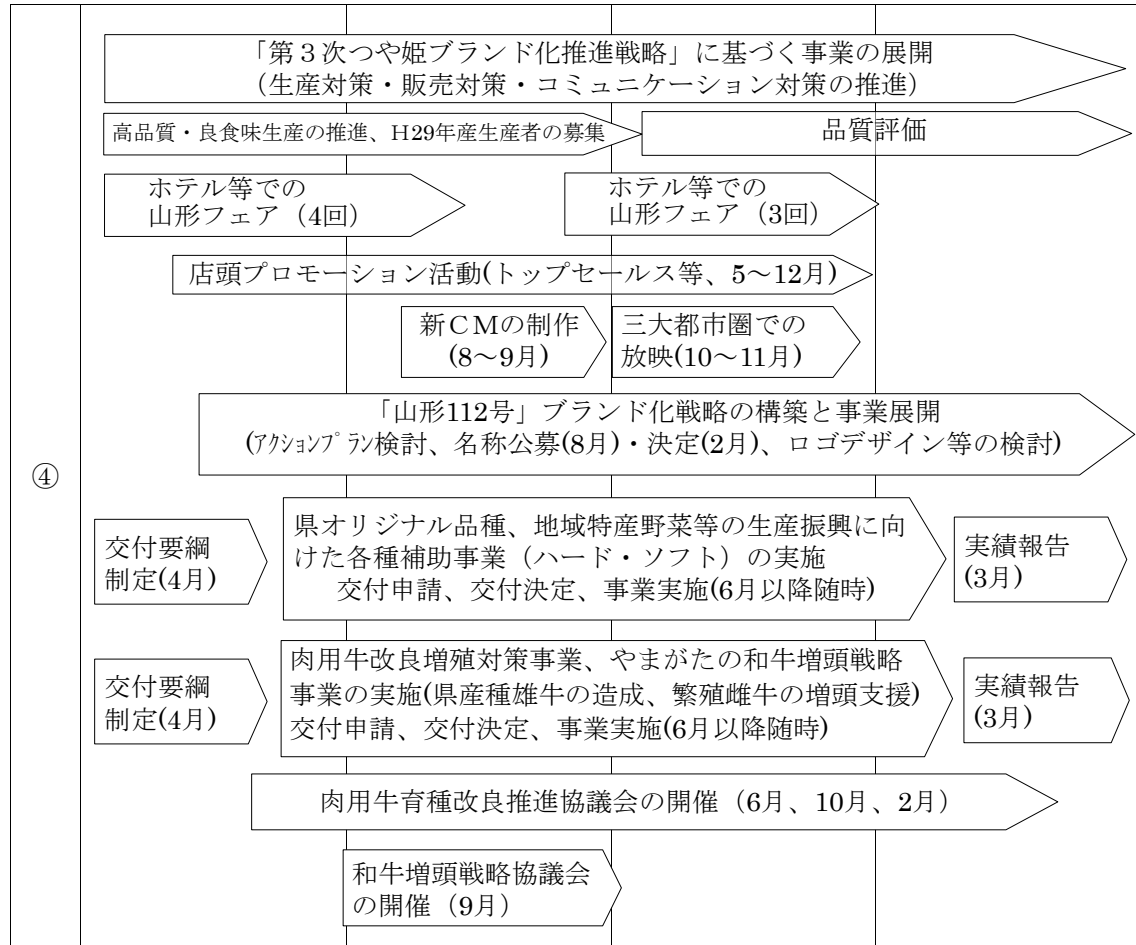 「第３次つや姫ブランド化推進戦略」に基づく事業の展開
（生産対策・販売対策・コミュニケーション対策の推進）
高品質・良食味生産の推進、H29年産生産者の募集
品質評価
ホテル等での
山形フェア（4回）
ホテル等での
山形フェア（3回）
店頭プロモーション活動(トップセールス等、5～12月)
新ＣＭの制作
(8～9月)
三大都市圏での
放映(10～11月)
「山形112号」ブランド化戦略の構築と事業展開
(ｱｸｼｮﾝﾌﾟﾗﾝ検討、名称公募(8月)・決定(2月)、ロゴデザイン等の検討)
④
交付要綱
制定(4月)
県オリジナル品種、地域特産野菜等の生産振興に向
けた各種補助事業（ハード・ソフト）の実施
交付申請、交付決定、事業実施(6月以降随時)
実績報告
(3月)
交付要綱
制定(4月)
肉用牛改良増殖対策事業、やまがたの和牛増頭戦略
事業の実施(県産種雄牛の造成、繁殖雌牛の増頭支援)
交付申請、交付決定、事業実施(6月以降随時)
実績報告
(3月)
肉用牛育種改良推進協議会の開催（6月、10月、2月）
和牛増頭戦略協議会
の開催（9月）